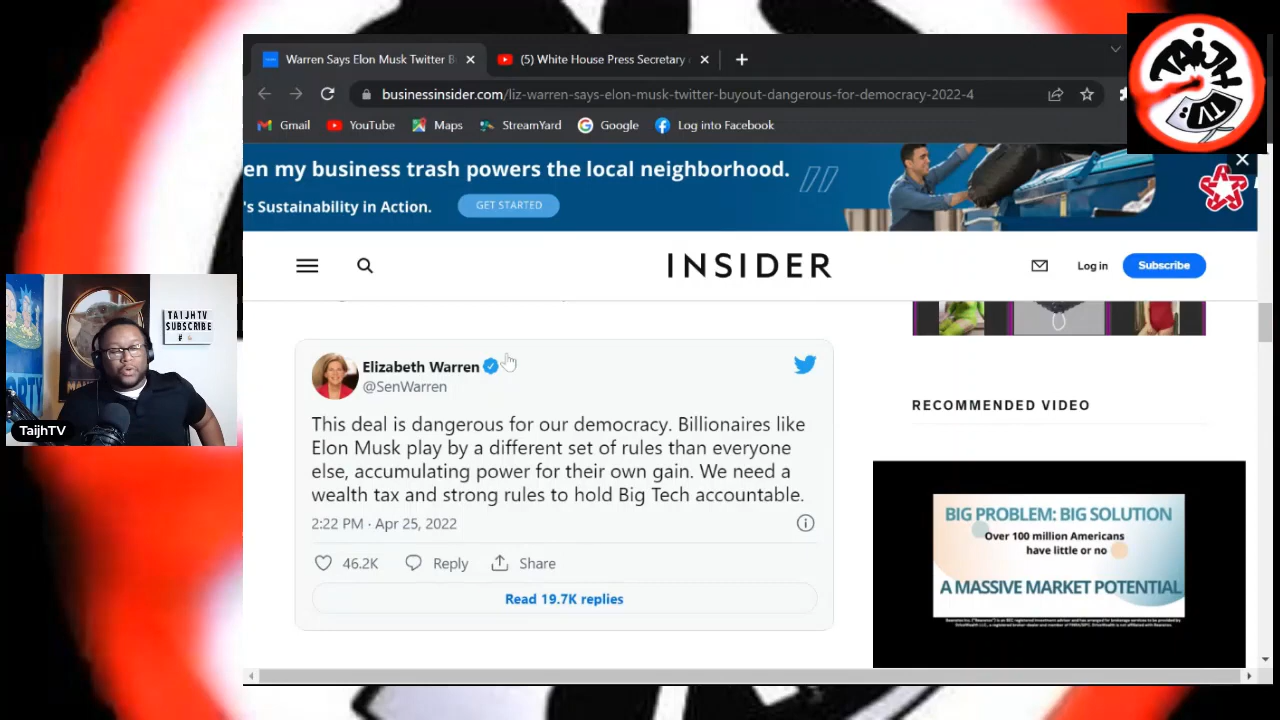 Warren Says Elon Musk Twitter B
(5) White House Press Secretary
businessinsider.com/liz-warren-says-elon-musk-twitter-buyout-dangerous-for-democracy-2022-4
Gmail YouTube Maps StreamYard Google Log into Facebook
TAIJH TV
en my business trash powers the local neighborhood.
's Sustainability in Action.
GET STARTED
INSIDER
Log in
Subscribe
TAIJHTV
SUBSCRIBE
TaijhTV
Elizabeth Warren
@SenWarren
This deal is dangerous for our democracy. Billionaires like
Elon Musk play by a different set of rules than everyone
else, accumulating power for their own gain. We need a
wealth tax and strong rules to hold Big Tech accountable.
2:22 PM · Apr 25, 2022
46.2K Reply Share
Read 19.7K replies
RECOMMENDED VIDEO
BIG PROBLEM: BIG SOLUTION
Over 100 million Americans
have little or no
A MASSIVE MARKET POTENTIAL